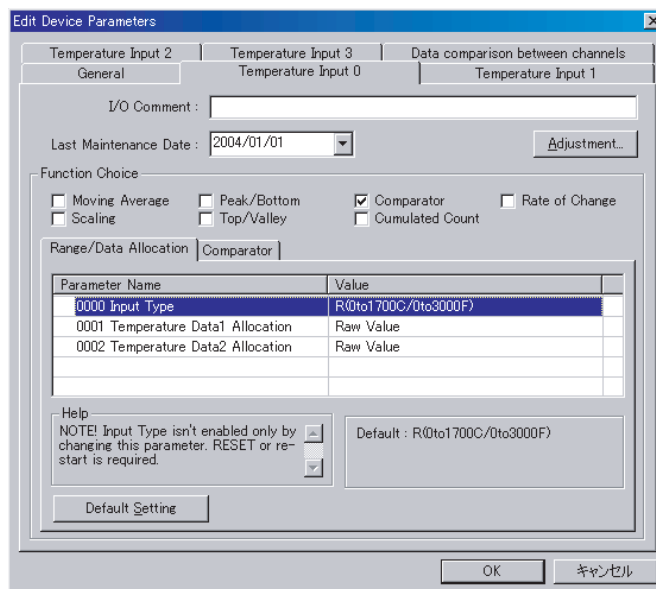 Edit Device Parameters
Temperature Input 2
Temperature Input 3
Data comparison between channels
General
Temperature Input 0
Temperature Input 1
I/O Comment :
Last Maintenance Date :
2004/01/01
Adjustment...
Function Choice
Moving Average
Peak/Bottom
Comparator
Rate of Change
Scaling
Top/Valley
Cumulated Count
Range/Data Allocation
Comparator
Parameter Name
Value
0000 Input Type
R(0to1700C/0to3000F)
0001 Temperature Data1 Allocation
Raw Value
0002 Temperature Data2 Allocation
Raw Value
Help
NOTE! Input Type isn't enabled only by
changing this parameter. RESET or re-
start is required.
Default : R(0to1700C/0to3000F)
Default Setting
OK
キャンセル